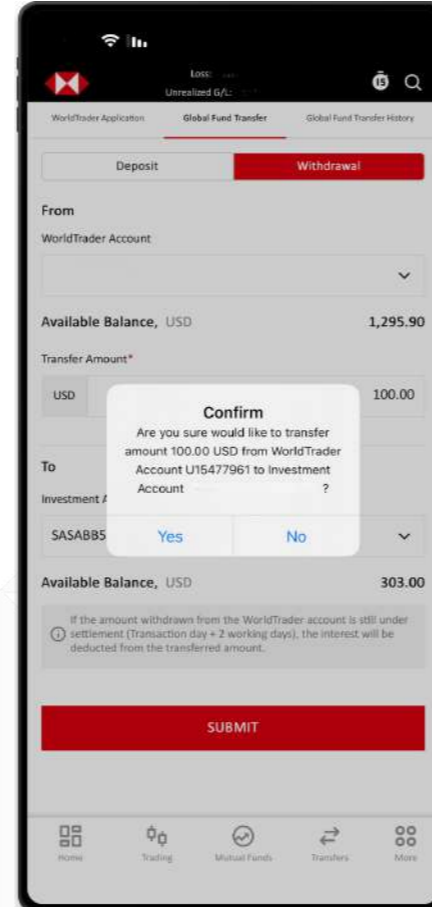 Loss:
15
Unrealized G/L:
WorldTrader Application
Global Fund Transfer
Global Fund Transfer History
Deposit
Withdrawal
From
WorldTrader Account
Available Balance, USD
1,295.90
Transfer Amount*
USD
100.00
Confirm
Are you sure would like to transfer
amount 100.00 USD from WorldTrader
Account U15477961 to Investment
Account ?
Yes
No
To
Investment A
SASABB5
Available Balance, USD
303.00
If the amount withdrawn from the WorldTrader account is still under
settlement (Transaction day + 2 working days), the interest will be
deducted from the transferred amount.
SUBMIT
Home
Trading
Mutual Funds
Transfers
More